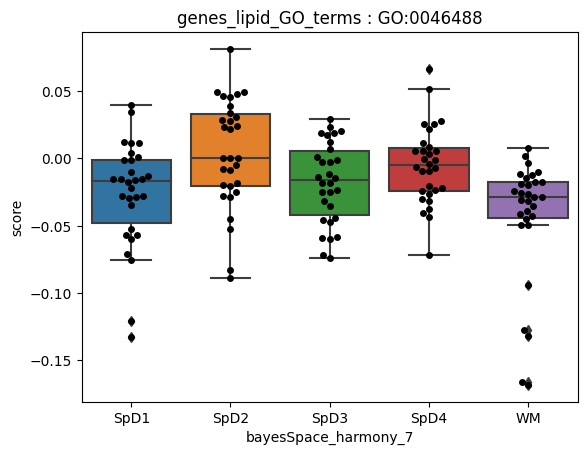 genes_lipid_GO_terms : GO:0046488
0.05
0.00
−0.05
−0.10
−0.15
score
SpD1 SpD2 SpD3 SpD4 WM
bayesSpace_harmony_7